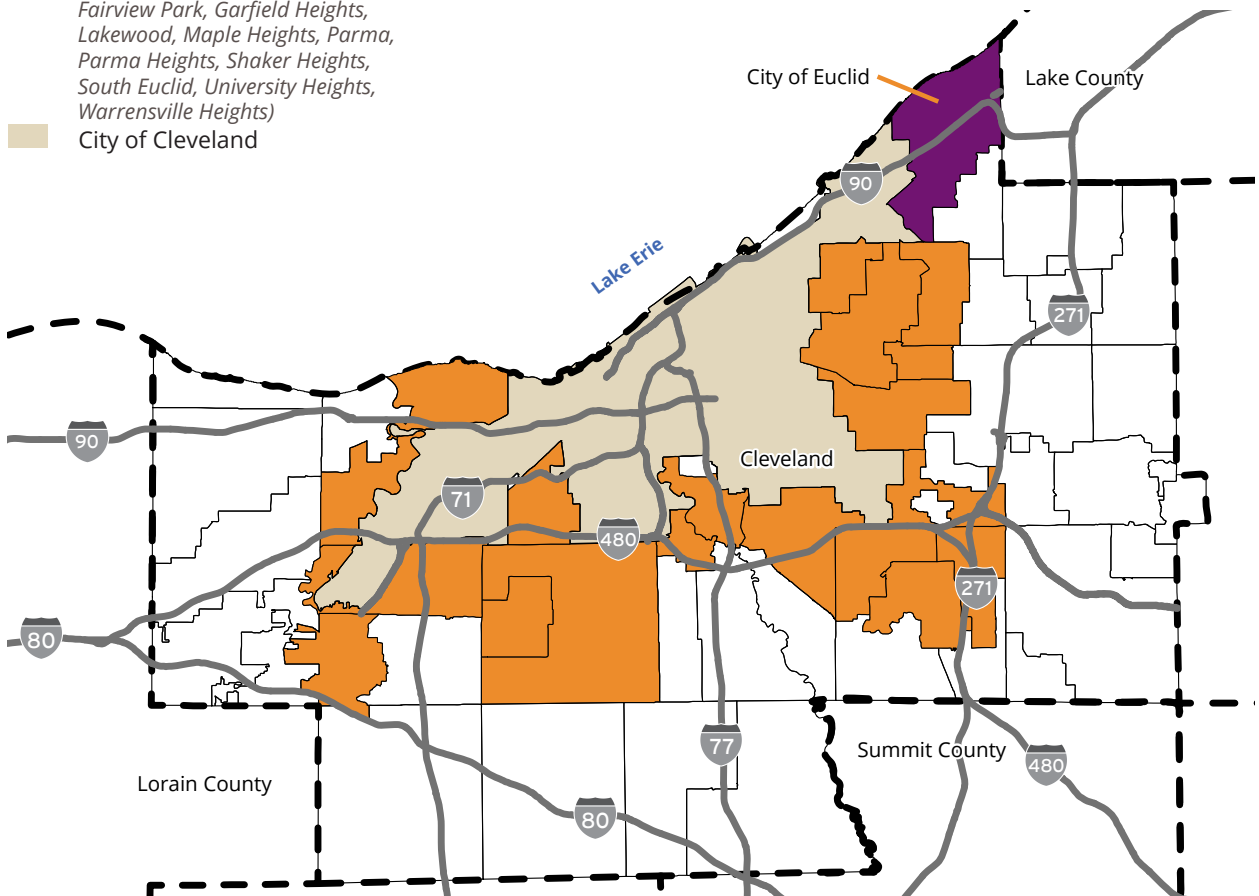 Fairview Park, Garfield Heights,
Lakewood, Maple Heights, Parma,
Parma Heights, Shaker Heights,
South Euclid, University Heights,
Warrensville Heights)
City of Cleveland
City of Euclid
Lake County
90
Lake Erie
271
90
Cleveland
71
480
271
80
77
Summit County
480
Lorain County
80